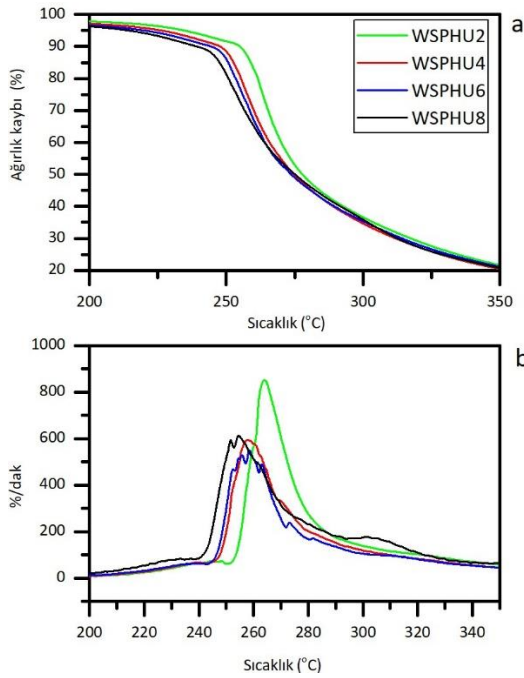 a
WSPHU2
WSPHU4
WSPHU6
WSPHU8
Ağırlık kaybı (%)
100
90
80
70
60
50
40
30
20
200 250 300 350
Sıcaklık (°C)
b
%/dak
1000
800
600
400
200
0
200 220 240 260 280 300 320 340
Sıcaklık (°C)